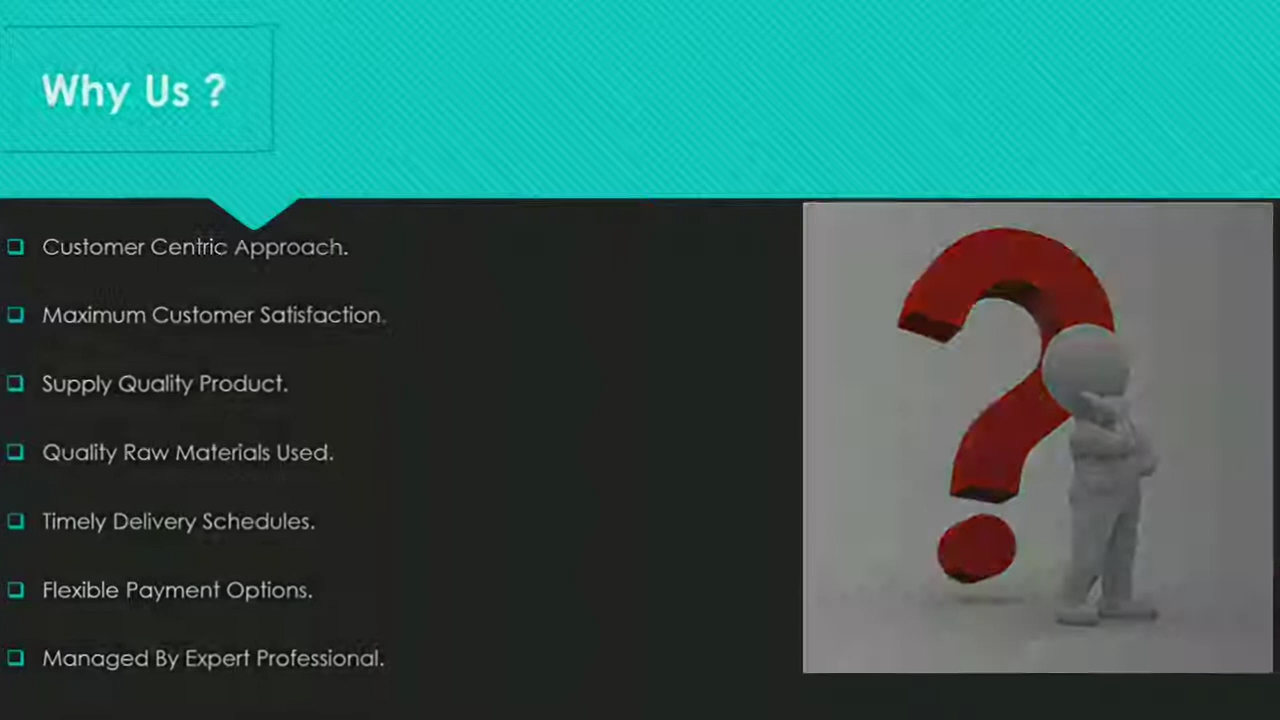 Why Us ?
Customer Centric Approach.
Maximum Customer Satisfaction.
Supply Quality Product.
Quality Raw Materials Used.
Timely Delivery Schedules.
Flexible Payment Options.
Managed By Expert Professional.